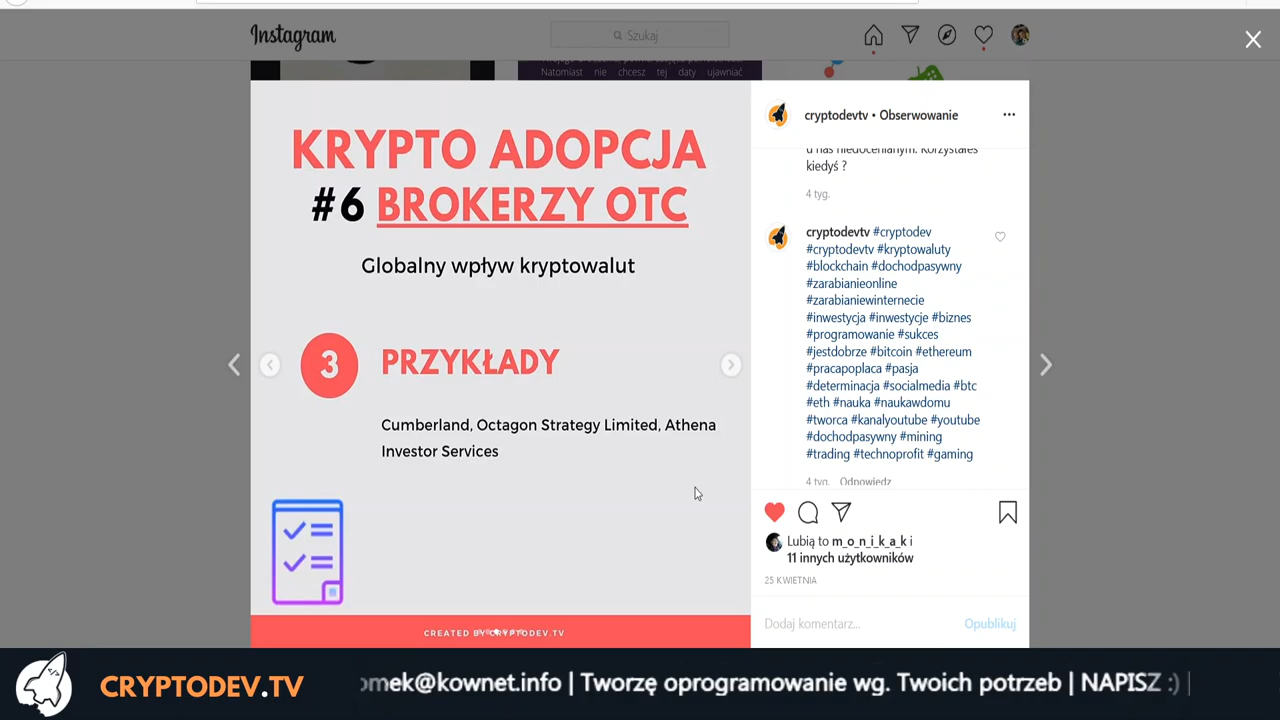 Instagram
Szukaj
Natomiast nie chcesz tej daty ujawniać
cryptodevtv • Obserwowanie
KRYPTO ADOPCJA
#6 BROKERZY OTC
Globalny wpływ kryptowalut
3
PRZYKŁADY
Cumberland, Octagon Strategy Limited, Athena
Investor Services
CREATED BY CRYPTODEV.TV
u nas niedocenianym. Korzystałeś
kiedyś ?
4 tyg.
cryptodevtv #cryptodev
#cryptodevtv #kryptowaluty
#blockchain #dochodpasywny
#zarabianieonline
#zarabianiewinternecie
#inwestycja #inwestycje #biznes
#programowanie #sukces
#jestdobrze #bitcoin #ethereum
#pracapoplaca #pasja
#determinacja #socialmedia #btc
#eth #nauka #naukawdomu
#tworca #kanalyoutube #youtube
#dochodpasywny #mining
#trading #technoprofit #gaming
4 tyg. Odpowiedz
Lubią to m_o_n_i_k_a_k i
11 innych użytkowników
25 KWIETNIA
Dodaj komentarz... Opublikuj
CRYPTODEV.TV
omek@kownet.info | Tworzę oprogramowanie wg. Twoich potrzeb | NAPISZ :) |